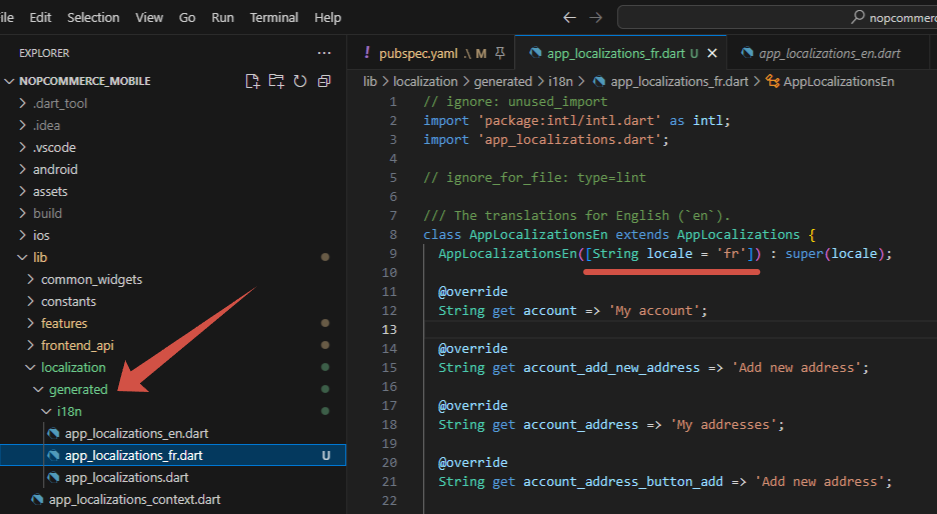 ile Edit Selection View Go Run Terminal Help
nopcommerc
EXPLORER
NOPCOMMERCE_MOBILE
.dart_tool
.idea
.vscode
android
assets
build
ios
lib
common_widgets
constants
features
frontend_api
localization
generated
i18n
app_localizations_en.dart
app_localizations_fr.dart U
app_localizations.dart
app_localizations_context.dart
! pubspec.yaml .\ M
app_localizations_fr.dart U
app_localizations_en.dart
lib > localization > generated > i18n > app_localizations_fr.dart > AppLocalizationsEn
1 // ignore: unused_import
2 import 'package:intl/intl.dart' as intl;
3 import 'app_localizations.dart';
4
5 // ignore_for_file: type=lint
6
7 /// The translations for English (`en`).
8 class AppLocalizationsEn extends AppLocalizations {
9 AppLocalizationsEn([String locale = 'fr']) : super(locale);
10
11 @override
12 String get account => 'My account';
13
14 @override
15 String get account_add_new_address => 'Add new address';
16
17 @override
18 String get account_address => 'My addresses';
19
20 @override
21 String get account_address_button_add => 'Add new address';
22